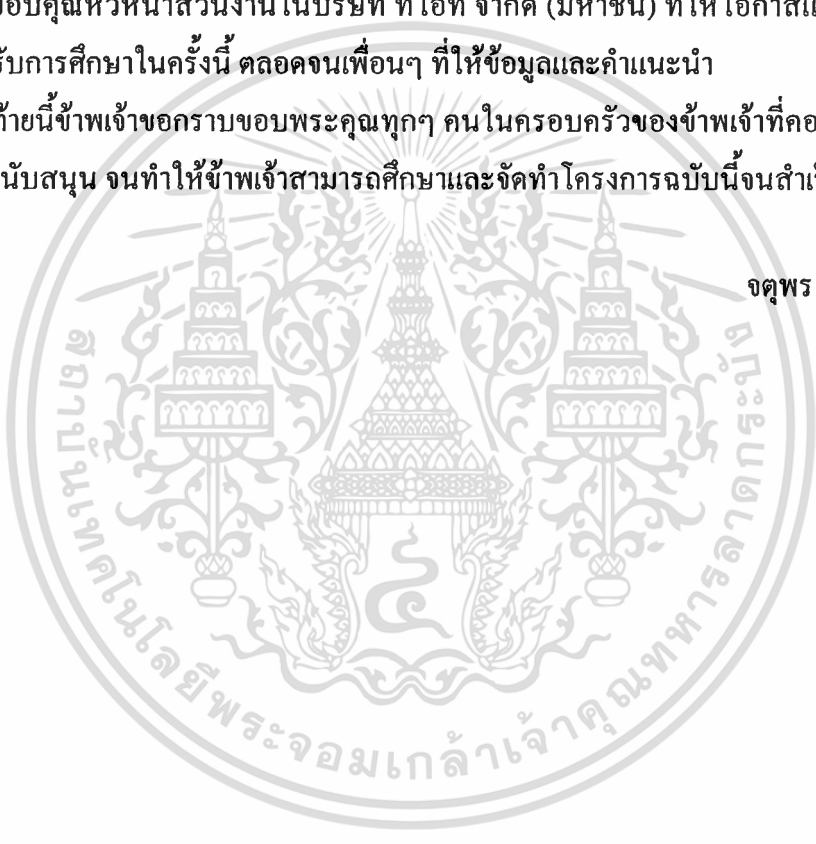 ขอบคุณหัวหน้าส่วนงานในบริษัท ทีโอที จำกัด (มหาชน) ที่ให้โอกาส
รับการศึกษาในครั้งนี้ ตลอดจนเพื่อนๆ ที่ให้ข้อมูลและคำแนะนำ
ท้ายนี้ข้าพเจ้าขอกราบขอบพระคุณทุกๆ คนในครอบครัวของข้าพเจ้าที่คอ
นับสนุน จนทำให้ข้าพเจ้าสามารถศึกษาและจัดทำโครงการฉบับนี้จนสำเ
จตุพร
สถาบันเทคโนโลยีพระจอมเกล้าเจ้าคุณทหารลาดกระบัง